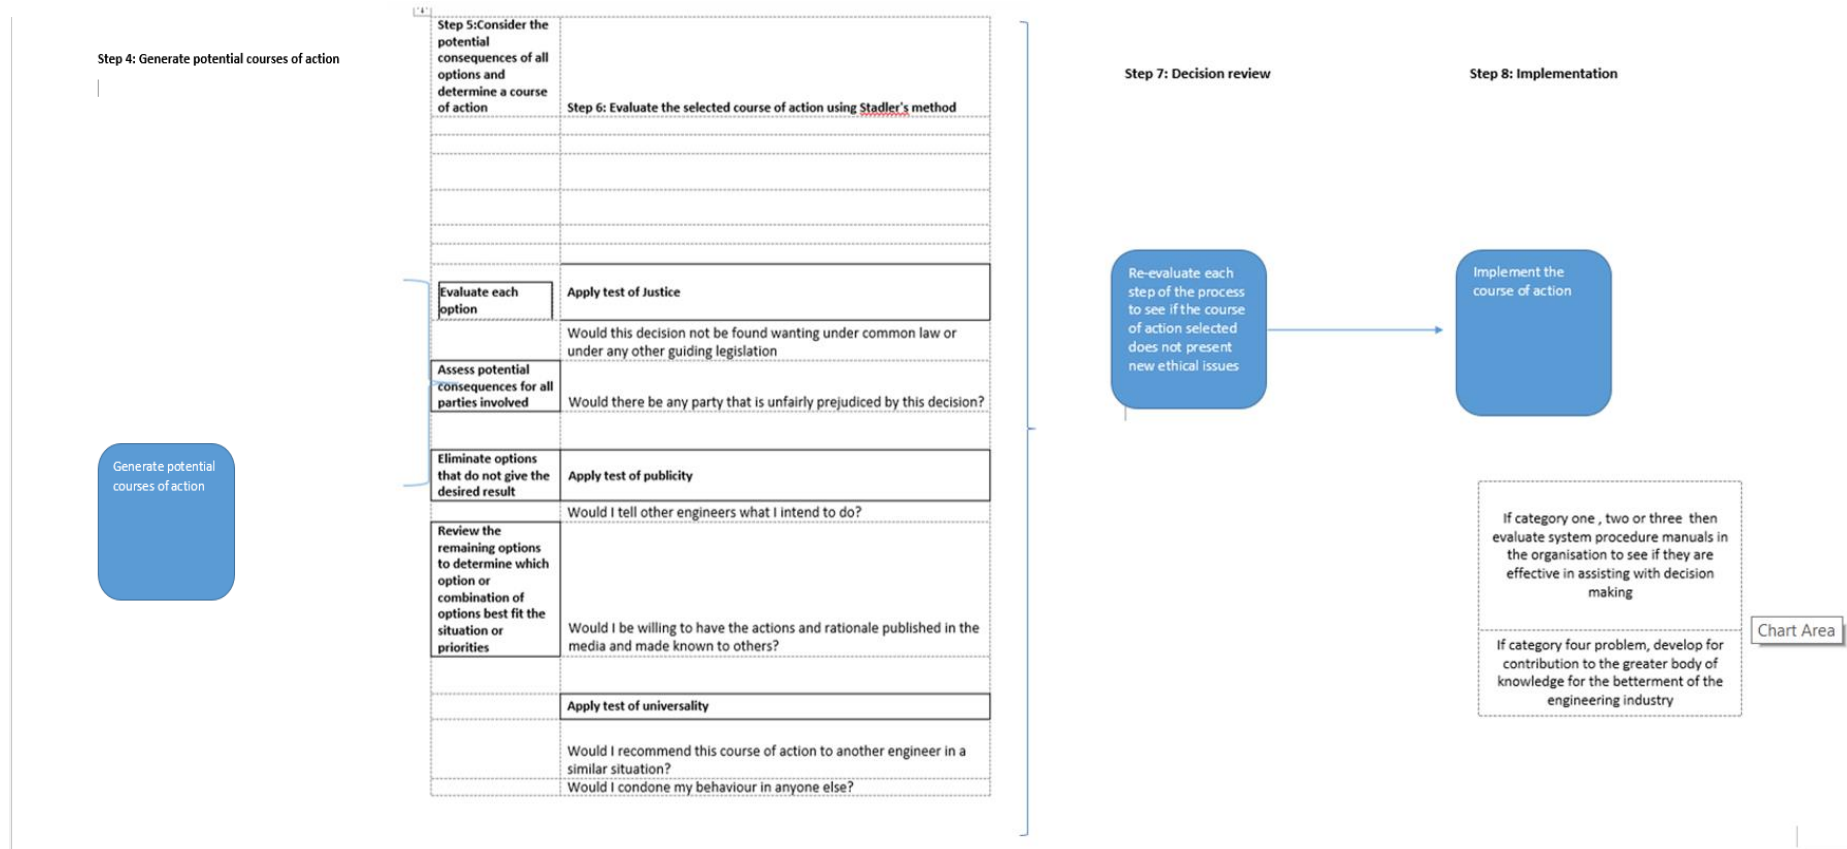 Step 4: Generate potential courses of action
Generate potential
courses of action
Step 5:Consider the
potential
consequences of all
options and
determine a course
of action
Step 6: Evaluate the selected course of action using Stadler's method
Evaluate each
option
Apply test of Justice
Would this decision not be found wanting under common law or
under any other guiding legislation
Assess potential
consequences for all
parties involved
Would there be any party that is unfairly prejudiced by this decision?
Eliminate options
that do not give the
desired result
Apply test of publicity
Would I tell other engineers what I intend to do?
Review the
remaining options
to determine which
option or
combination of
options best fit the
situation or
priorities
Would I be willing to have the actions and rationale published in the
media and made known to others?
Apply test of universality
Would I recommend this course of action to another engineer in a
similar situation?
Would I condone my behaviour in anyone else?
Step 7: Decision review
Re-evaluate each
step of the process
to see if the course
of action selected
does not present
new ethical issues
Step 8: Implementation
Implement the
course of action
If category one , two or three then
evaluate system procedure manuals in
the organisation to see if they are
effective in assisting with decision
making
If category four problem, develop for
contribution to the greater body of
knowledge for the betterment of the
engineering industry
Chart Area